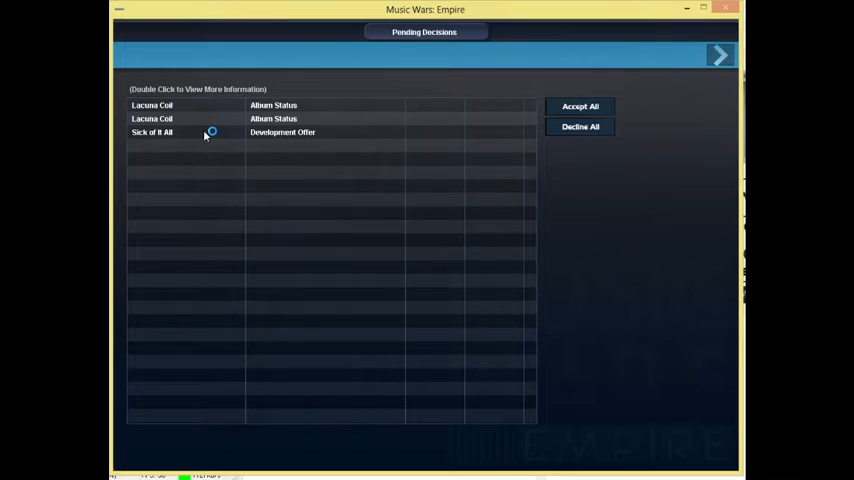 Music Wars: Empire
Pending Decisions
(Double Click to View More Information)
Lacuna Coil Album Status
Lacuna Coil Album Status
Sick of It All Development Offer
Accept All
Decline All
EMPIRE